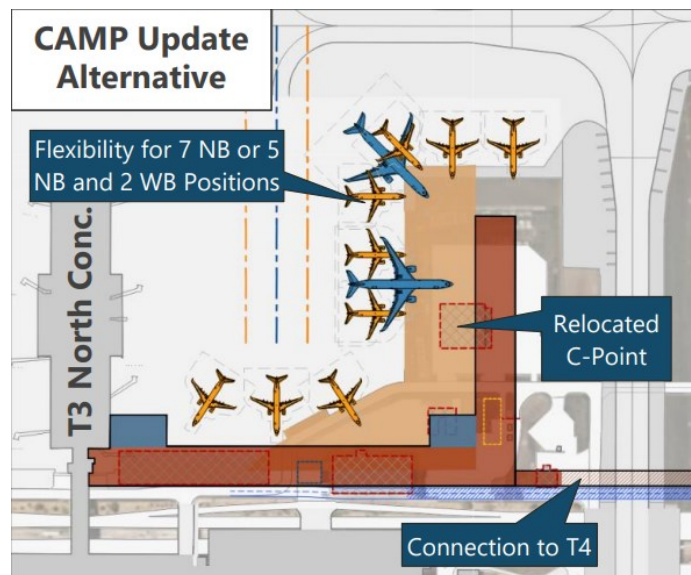 CAMP Update
Alternative
Flexibility for 7 NB or 5
NB and 2 WB Positions
T3 North Conc.
Relocated
C-Point
Connection to T4